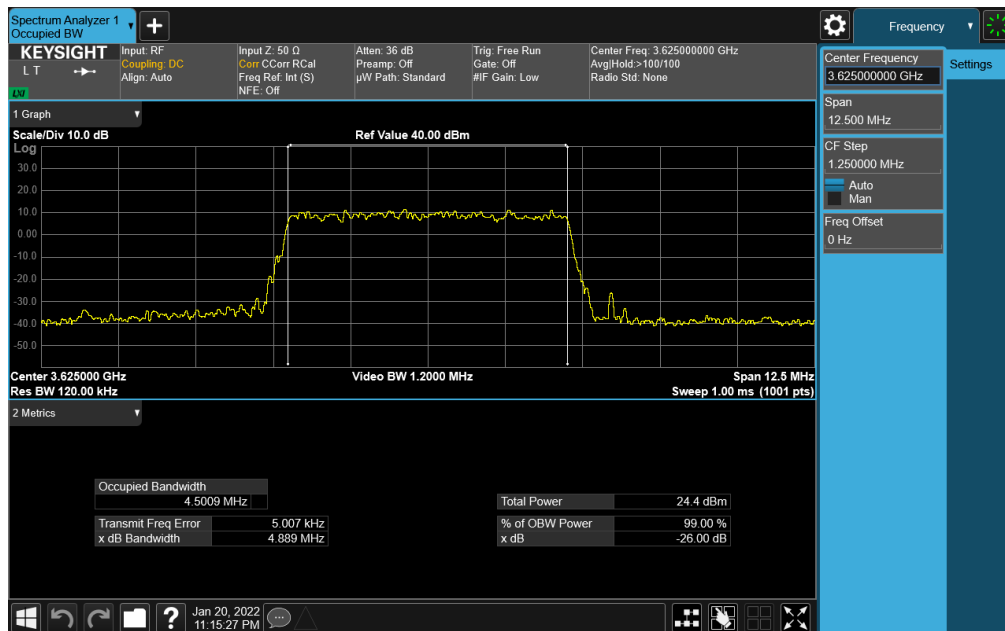 Spectrum Analyzer 1
Occupied BW
Frequency
KEYSIGHT
L T
LXI
Input: RF
Coupling: DC
Align: Auto
Input Z: 50 Ω
Corr CCorr RCal
Freq Ref: Int (S)
NFE: Off
Atten: 36 dB
Preamp: Off
µW Path: Standard
Trig: Free Run
Gate: Off
#IF Gain: Low
Center Freq: 3.625000000 GHz
Avg|Hold:>100/100
Radio Std: None
Center Frequency
3.625000000 GHz
Settings
Span
12.500 MHz
CF Step
1.250000 MHz
Auto
Man
Freq Offset
0 Hz
1 Graph
Scale/Div 10.0 dB
Ref Value 40.00 dBm
Log
30.0
20.0
10.0
0.00
-10.0
-20.0
-30.0
-40.0
-50.0
Center 3.625000 GHz
Video BW 1.2000 MHz
Span 12.5 MHz
Res BW 120.00 kHz
Sweep 1.00 ms (1001 pts)
2 Metrics
Occupied Bandwidth
4.5009 MHz
Total Power 24.4 dBm
Transmit Freq Error 5.007 kHz
% of OBW Power 99.00 %
x dB Bandwidth 4.889 MHz
x dB -26.00 dB
?
Jan 20, 2022
11:15:27 PM